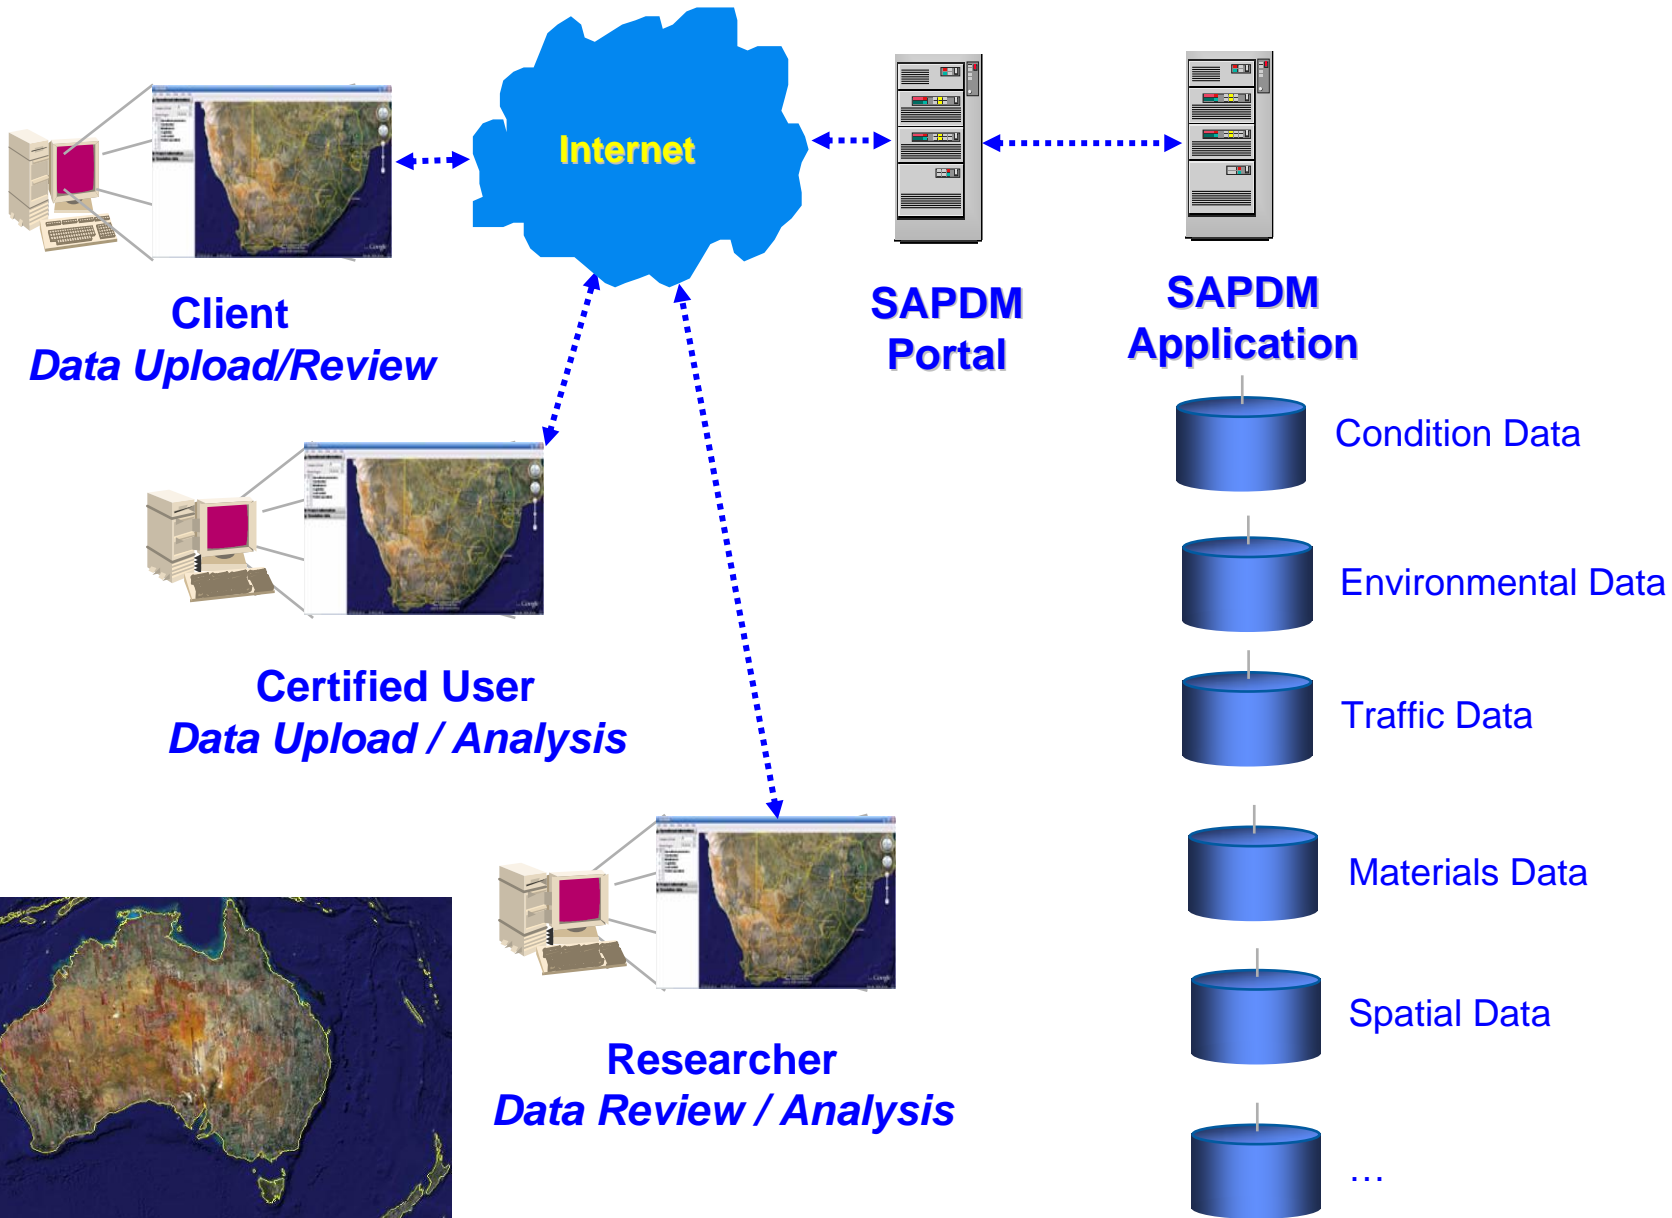 Internet
Client
Data Upload/Review
SAPDM
Portal
SAPDM
Application
Condition Data
Certified User
Data Upload / Analysis
Environmental Data
Traffic Data
Materials Data
Researcher
Data Review / Analysis
Spatial Data
…